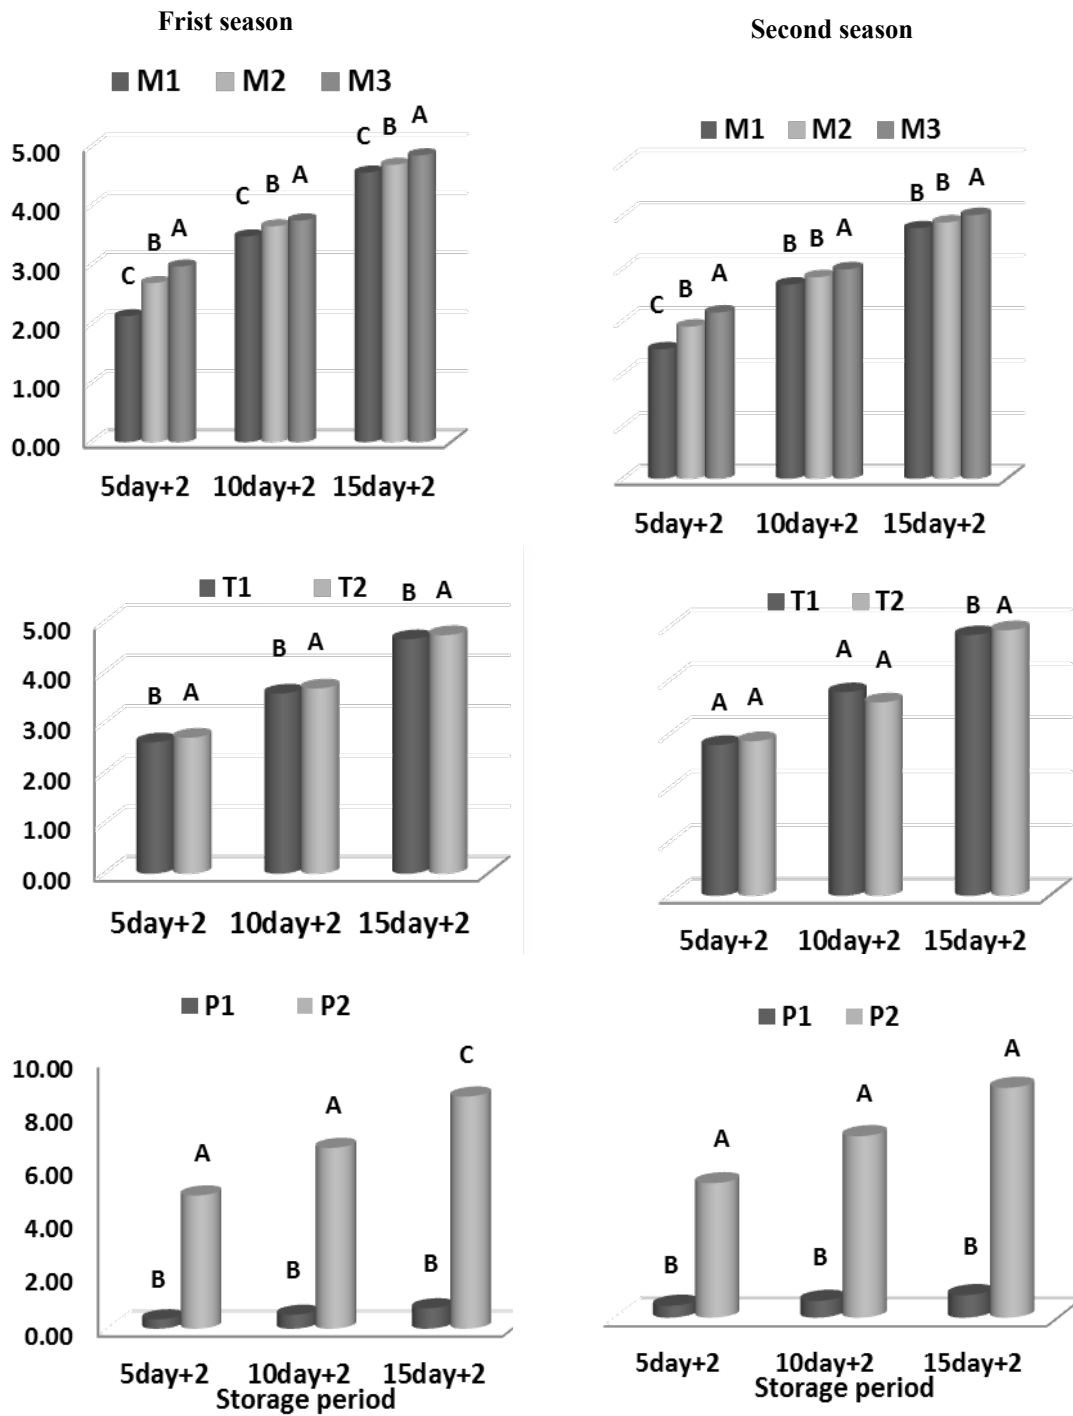 Frist season
M1 M2 M3
C B A
C B A
C B A
5.00
4.00
3.00
2.00
1.00
0.00
5day+2 10day+2 15day+2
Second season
M1 M2 M3
B B A
B B A
C B A
5day+2 10day+2 15day+2
T1 T2
B A
B A
B A
5.00
4.00
3.00
2.00
1.00
0.00
5day+2 10day+2 15day+2
T1 T2
B A
A A
A A
5day+2 10day+2 15day+2
P1 P2
C
A
A
B B B
10.00
8.00
6.00
4.00
2.00
0.00
5day+2 10day+2 15day+2
Storage period
P1 P2
A
A
A
B B B
5day+2 10day+2 15day+2
Storage period